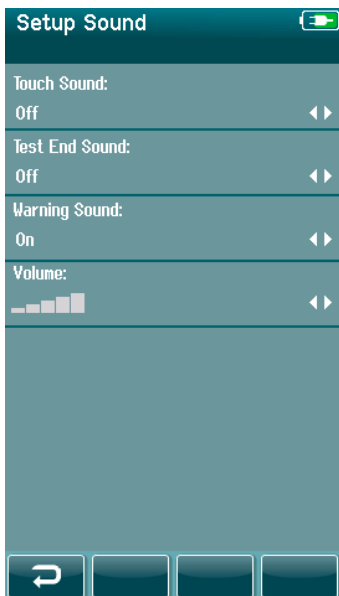 Setup Sound
Touch Sound:
Off
Test End Sound:
Off
Warning Sound:
On
Volume: